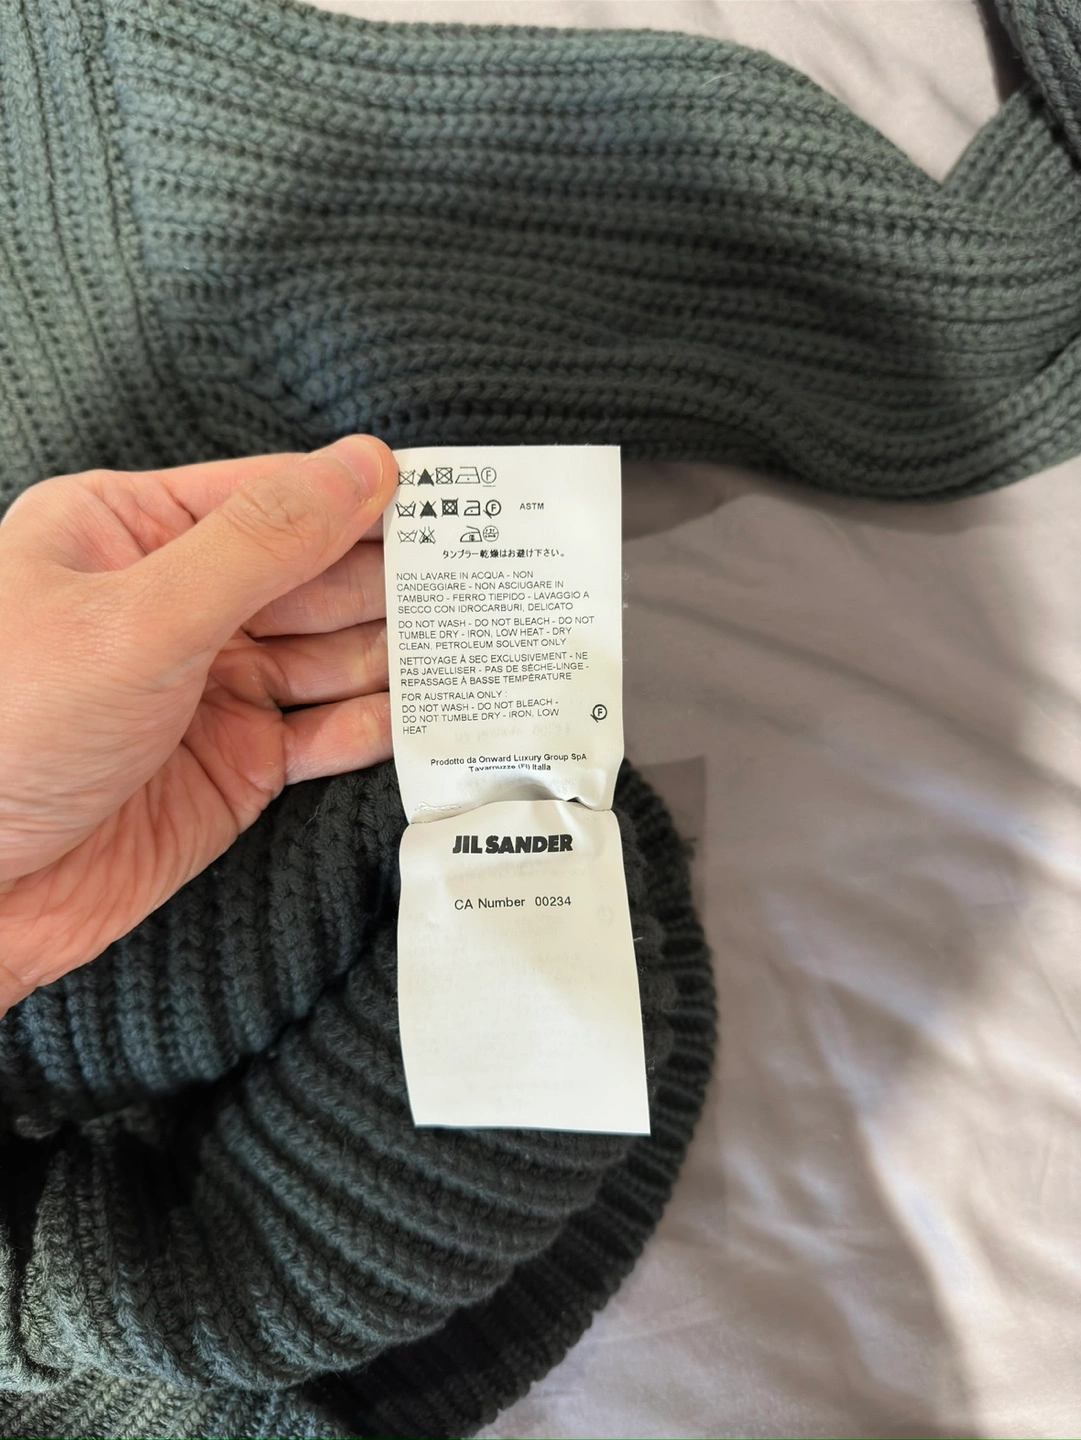 F
F ASTM
タンブラー乾燥はお避け下さい。
NON LAVARE IN ACQUA - NON
CANDEGGIARE - NON ASCIUGARE IN
TAMBURO - FERRO TIEPIDO - LAVAGGIO A
SECCO CON IDROCARBURI, DELICATO
DO NOT WASH - DO NOT BLEACH - DO NOT
TUMBLE DRY - IRON, LOW HEAT - DRY
CLEAN, PETROLEUM SOLVENT ONLY
NETTOYAGE À SEC EXCLUSIVEMENT - NE
PAS JAVELLISER - PAS DE SÈCHE-LINGE -
REPASSAGE À BASSE TEMPÉRATURE
FOR AUSTRALIA ONLY :
DO NOT WASH - DO NOT BLEACH -
DO NOT TUMBLE DRY - IRON, LOW
HEAT
F
Prodotto da Onward Luxury Group SpA
Tavarnuzze (FI) Italia
JIL SANDER
CA Number 00234